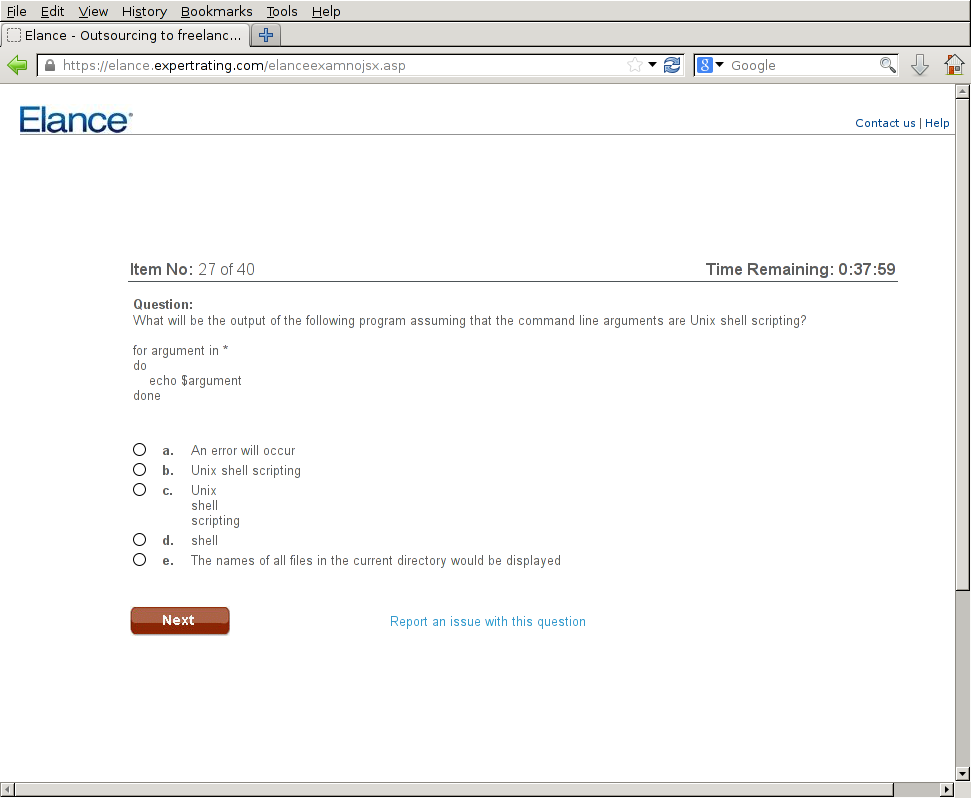 File Edit View History Bookmarks Tools Help
Elance - Outsourcing to freelanc...
https://elance.expertrating.com/elanceexamnojsx.asp
8 Google
Elance
Contact us | Help
Item No: 27 of 40
Time Remaining: 0:37:59
Question:
What will be the output of the following program assuming that the command line arguments are Unix shell scripting?
for argument in *
do
echo $argument
done
a. An error will occur
b. Unix shell scripting
c. Unix
shell
scripting
d. shell
e. The names of all files in the current directory would be displayed
Next
Report an issue with this question